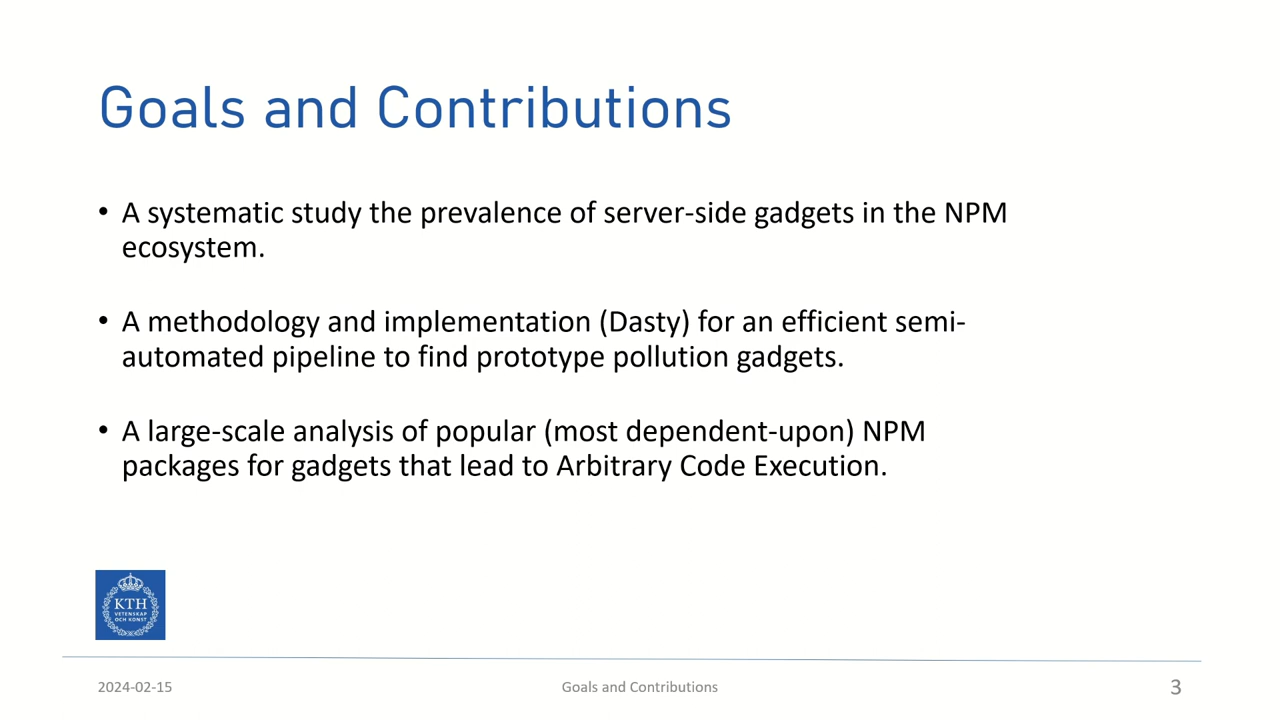 Goals and Contributions
• A systematic study the prevalence of server-side gadgets in the NPM
ecosystem.
• A methodology and implementation (Dasty) for an efficient semi-
automated pipeline to find prototype pollution gadgets.
• A large-scale analysis of popular (most dependent-upon) NPM
packages for gadgets that lead to Arbitrary Code Execution.
KTH
VETENSKAP
OCH KONST
2024-02-15
Goals and Contributions
3